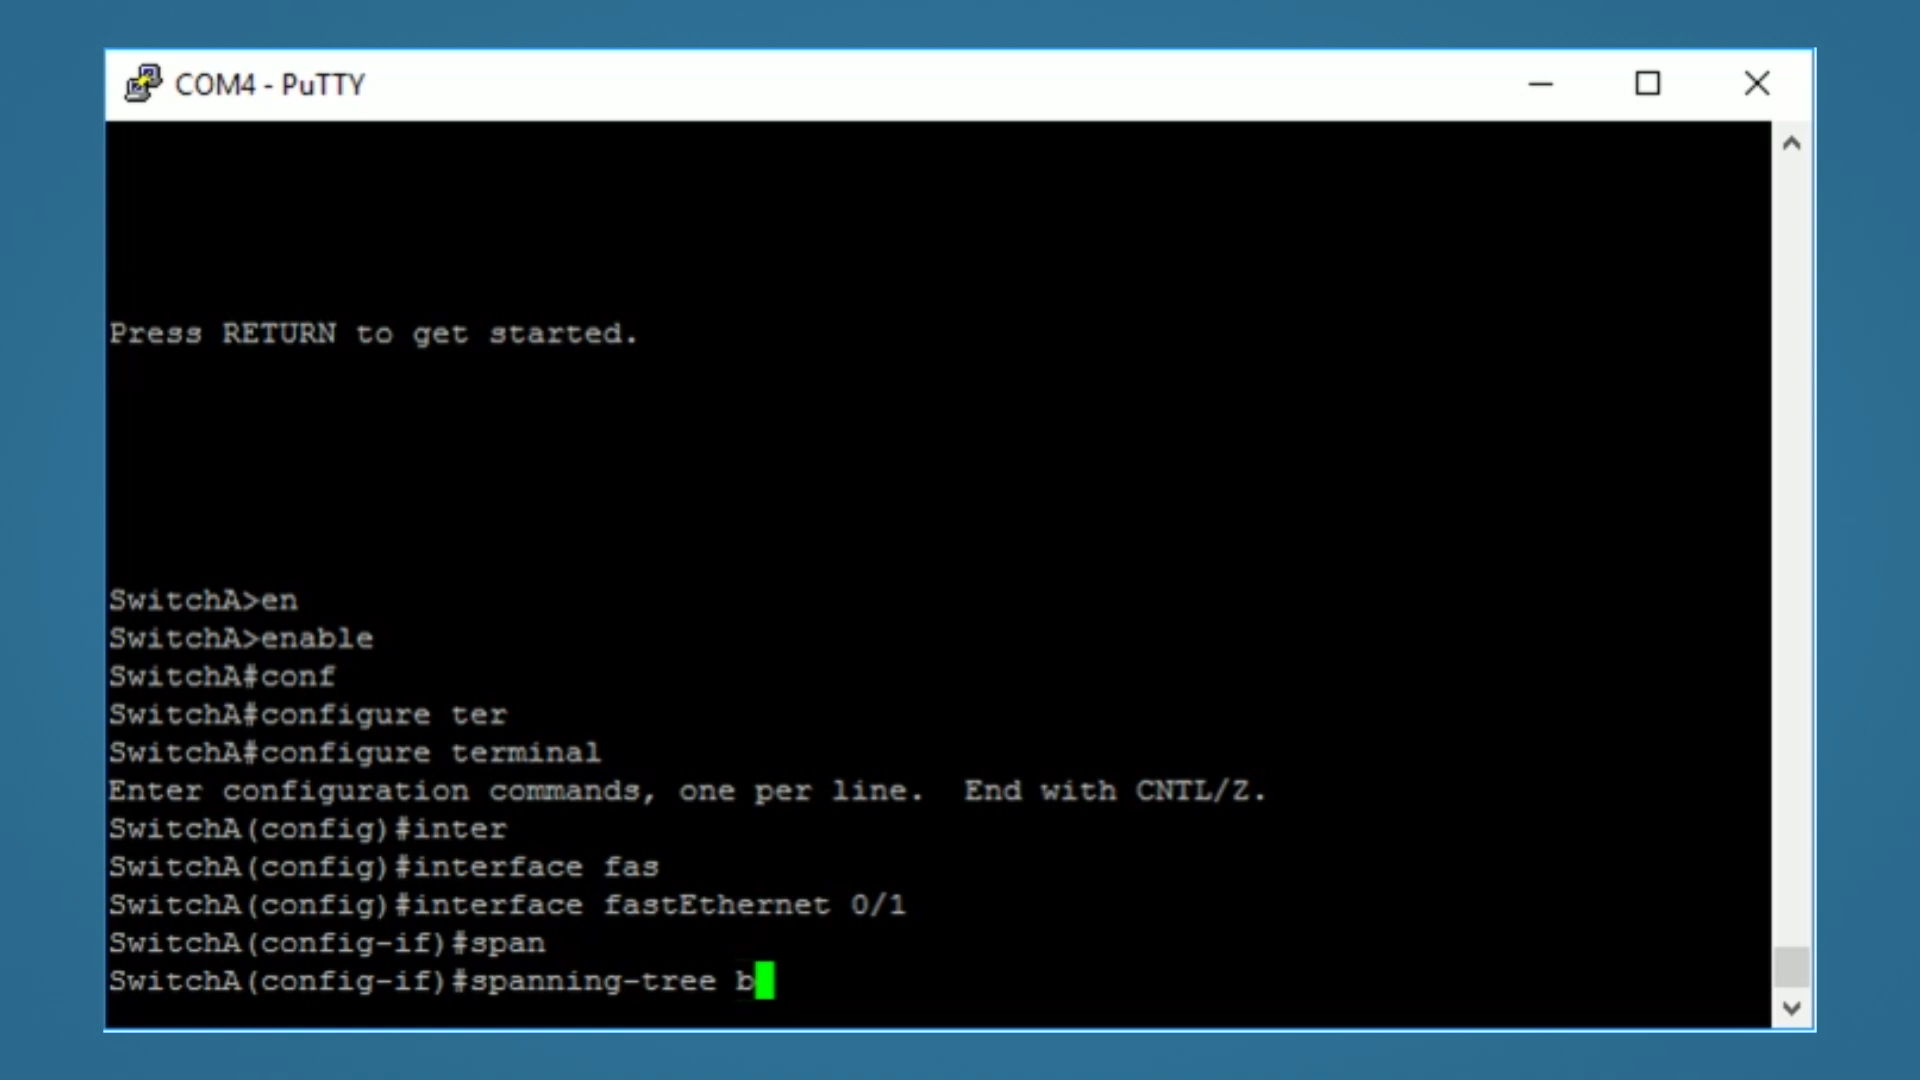 COM4 - PuTTY
Press RETURN to get started.
SwitchA>en
SwitchA>enable
SwitchA#conf
SwitchA#configure ter
SwitchA#configure terminal
Enter configuration commands, one per line.  End with CNTL/Z.
SwitchA(config)#inter
SwitchA(config)#interface fas
SwitchA(config)#interface fastEthernet 0/1
SwitchA(config-if)#span
SwitchA(config-if)#spanning-tree b